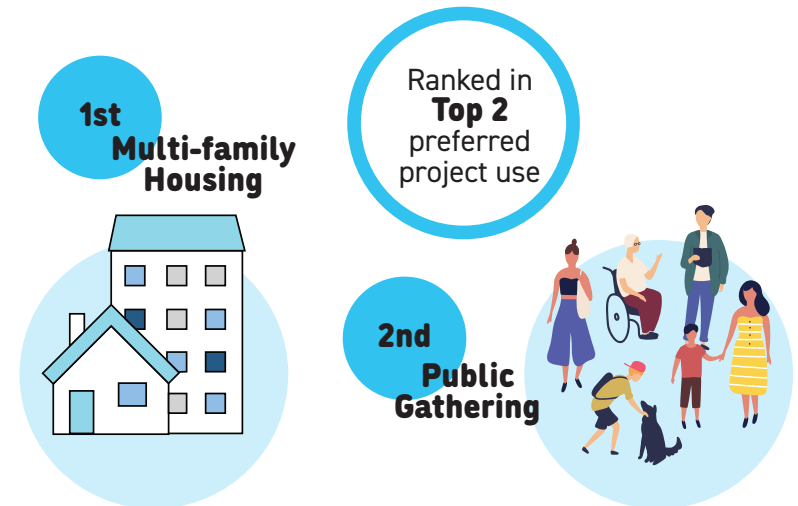 1st
Multi-family
Housing
Ranked in
Top 2
preferred
project use
2nd
Public
Gathering